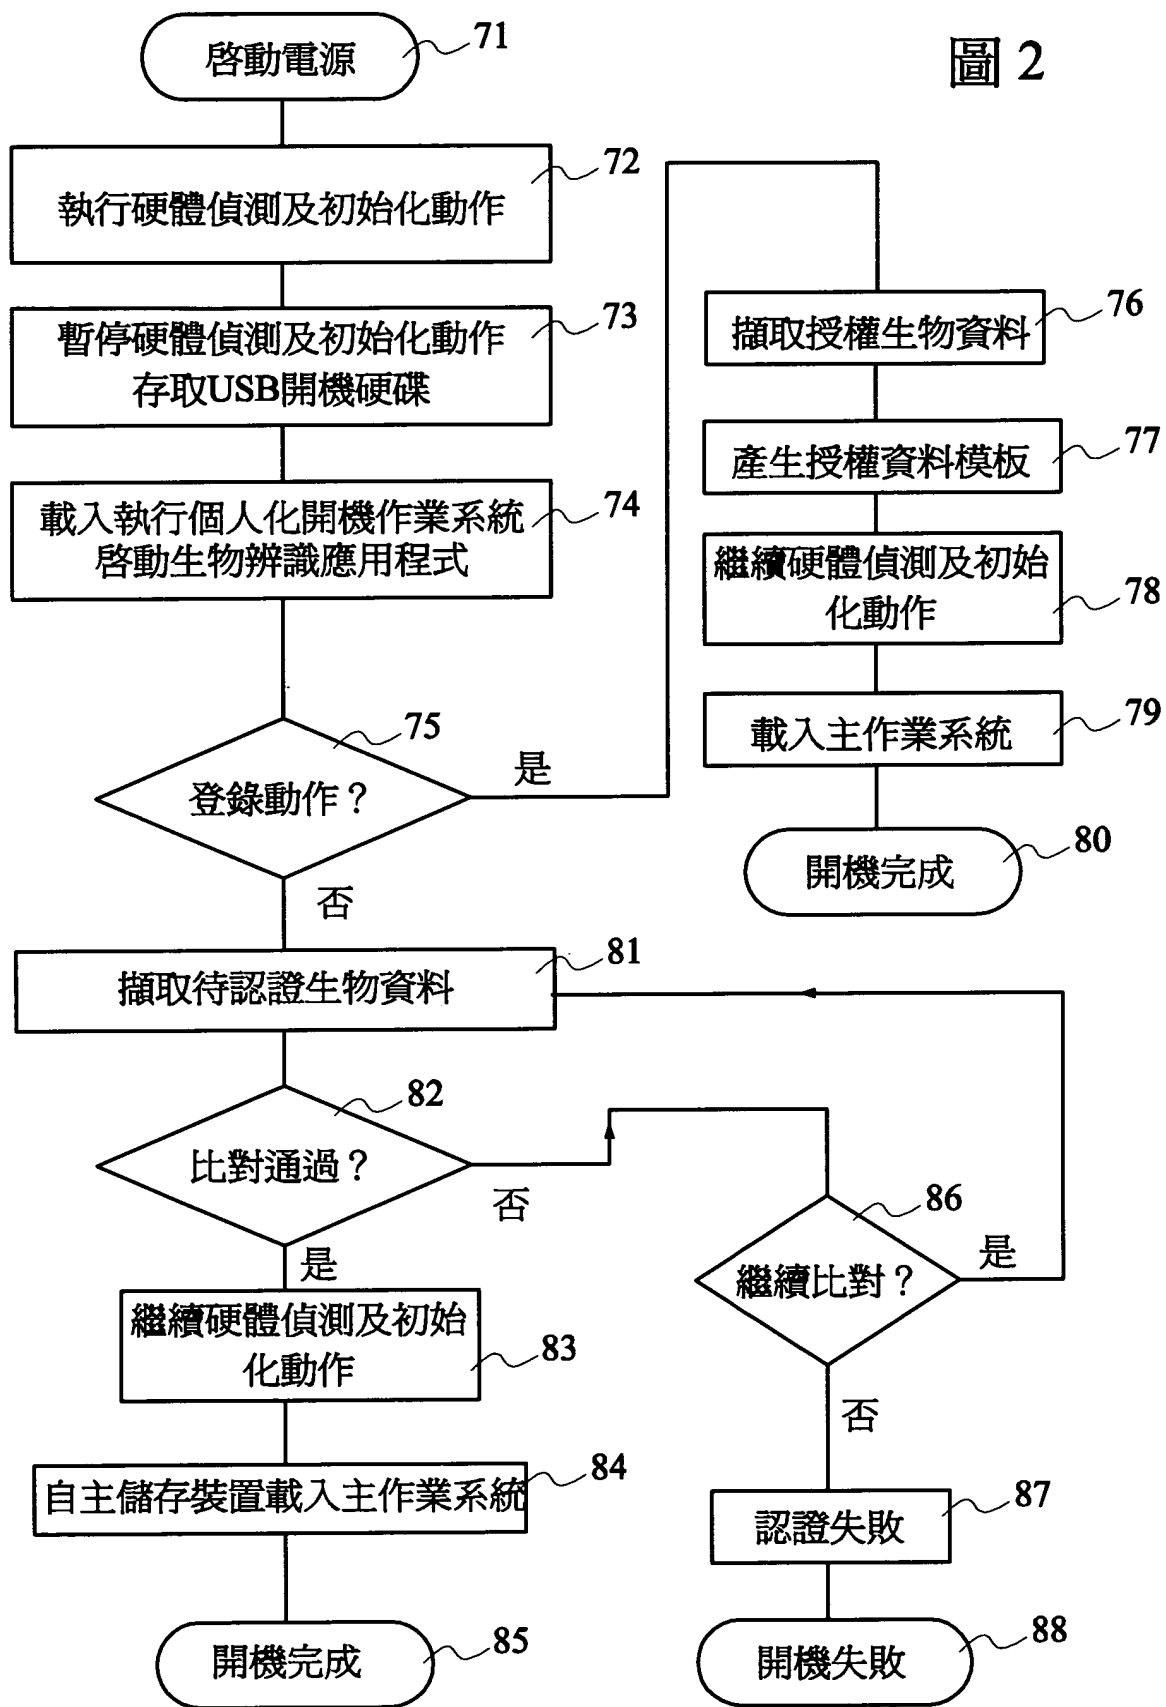 圖 2
啓動電源
71
執行硬體偵測及初始化動作
72
暫停硬體偵測及初始化動作
存取USB開機硬碟
73
載入執行個人化開機作業系統
啓動生物辨識應用程式
74
登錄動作？
75
是
否
擷取授權生物資料
76
產生授權資料模板
77
繼續硬體偵測及初始
化動作
78
載入主作業系統
79
開機完成
80
擷取待認證生物資料
81
比對通過？
82
否
是
繼續硬體偵測及初始
化動作
83
自主儲存裝置載入主作業系統
84
開機完成
85
繼續比對？
86
是
否
認證失敗
87
開機失敗
88